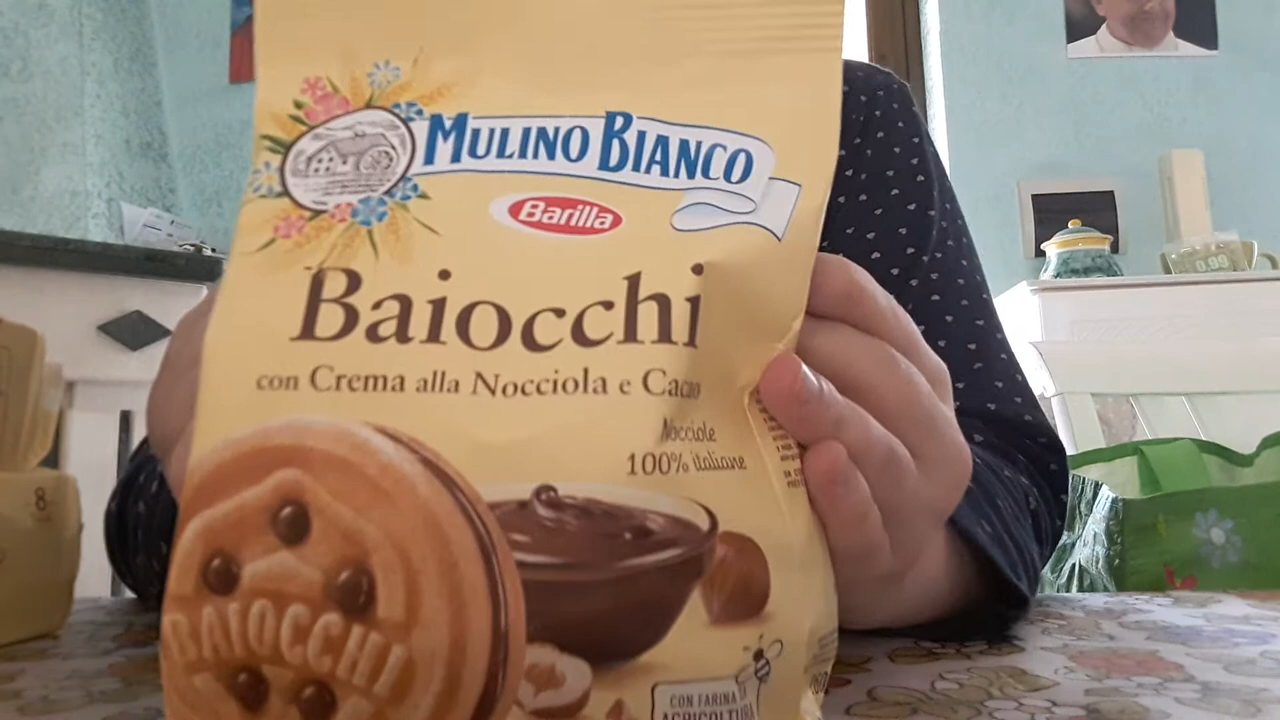 MULINO BIANCO
Barilla
Baiocchi
con Crema alla Nocciola e Cacao
Nocciole
100% italiane
BAIOCCHI
CON FARINA DI
AGRICOLTURA
8
0.99